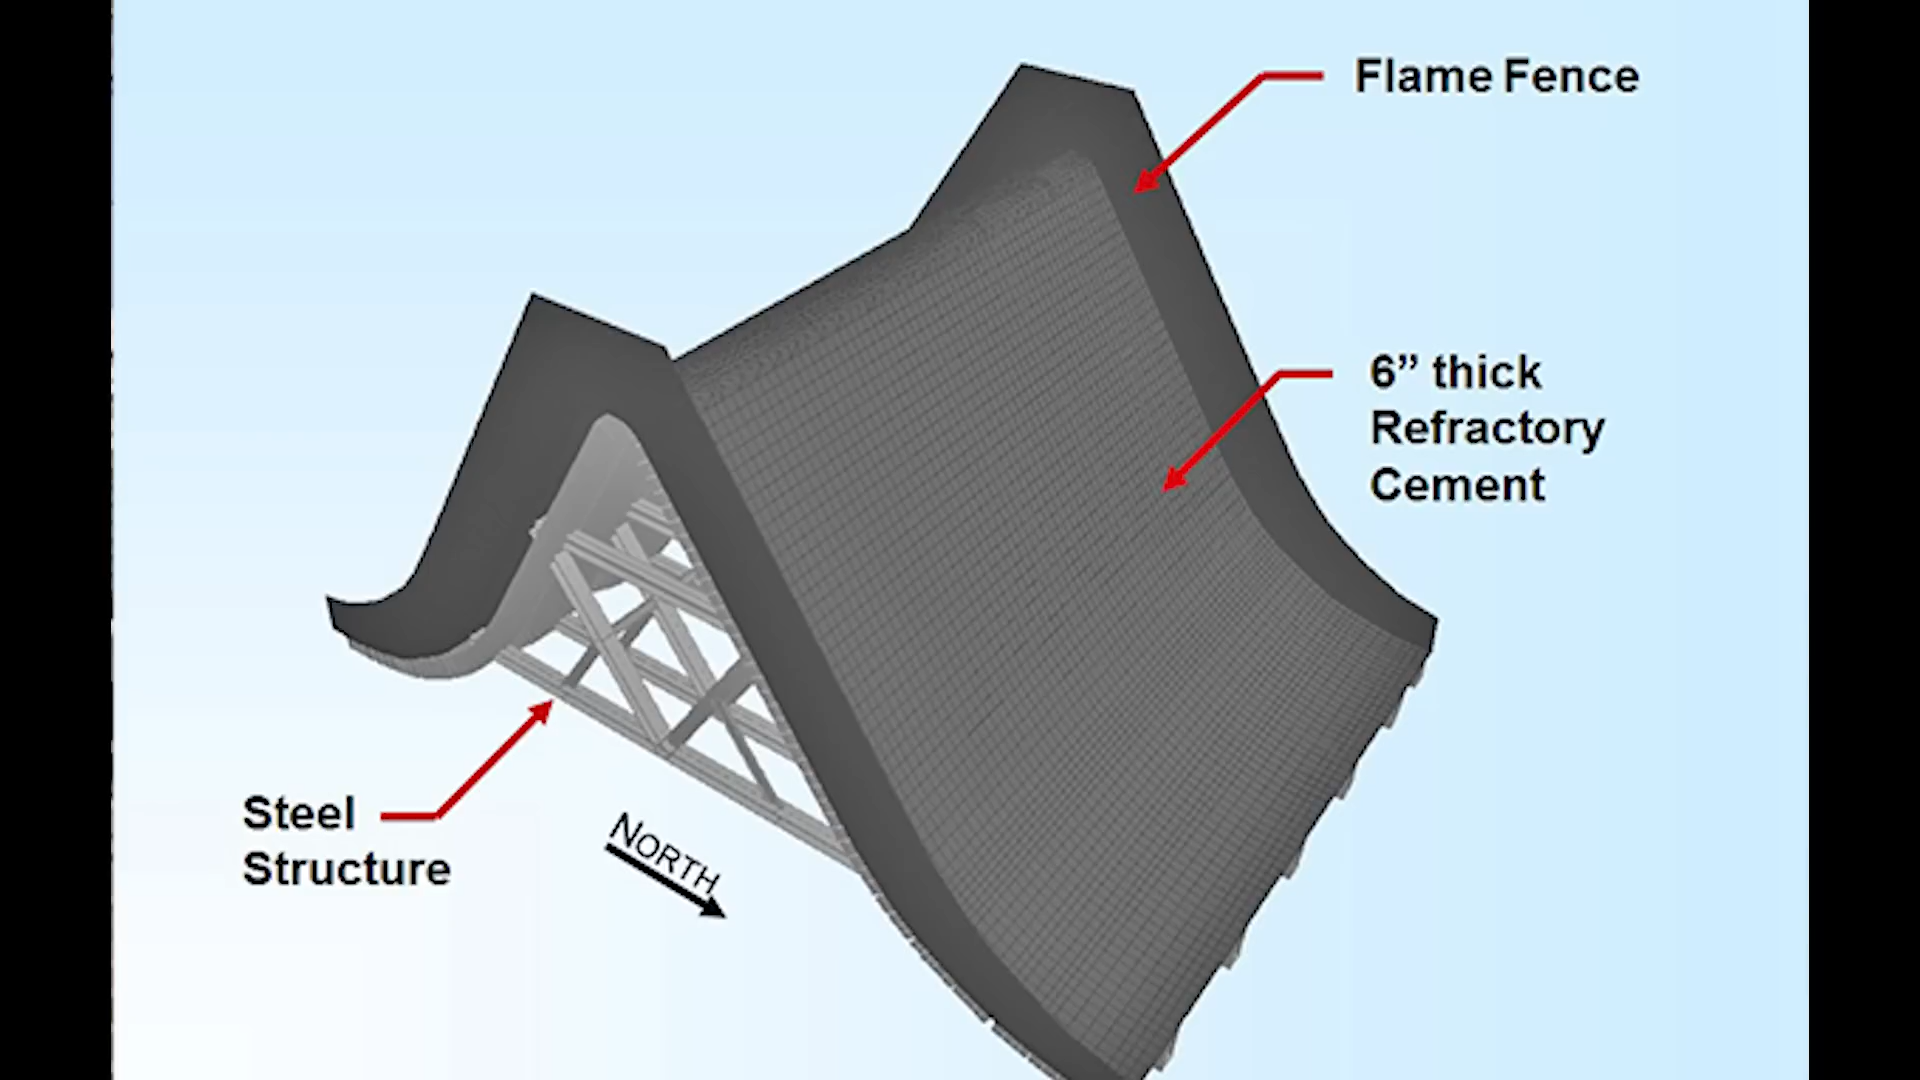 Flame Fence
6” thick
Refractory
Cement
Steel
Structure
NORTH